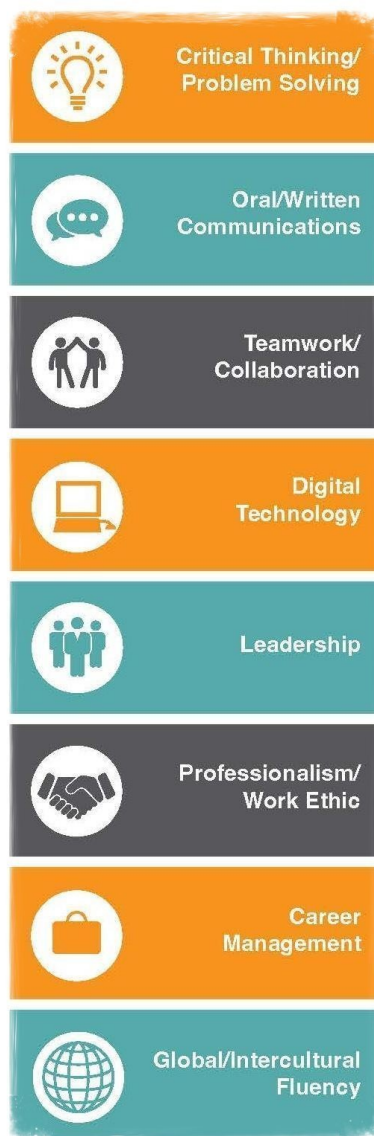 Critical Thinking/
Problem Solving
Oral/Written
Communications
Teamwork/
Collaboration
Digital
Technology
Leadership
Professionalism/
Work Ethic
Career
Management
Global/Intercultural
Fluency